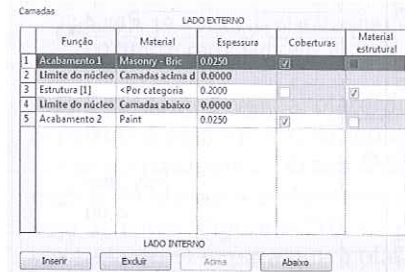 Camadas
LADO EXTERNO
Função Material Espessura Coberturas Material estrutural
1 Acabamento 1 Masonry - Bric 0.0250
2 Limite do núcleo Camadas acima d 0.0000
3 Estrutura [1] <Por categoria 0.2000
4 Limite do núcleo Camadas abaixo 0.0000
5 Acabamento 2 Paint 0.0250
LADO INTERNO
Inserir Excluir Acima Abaixo